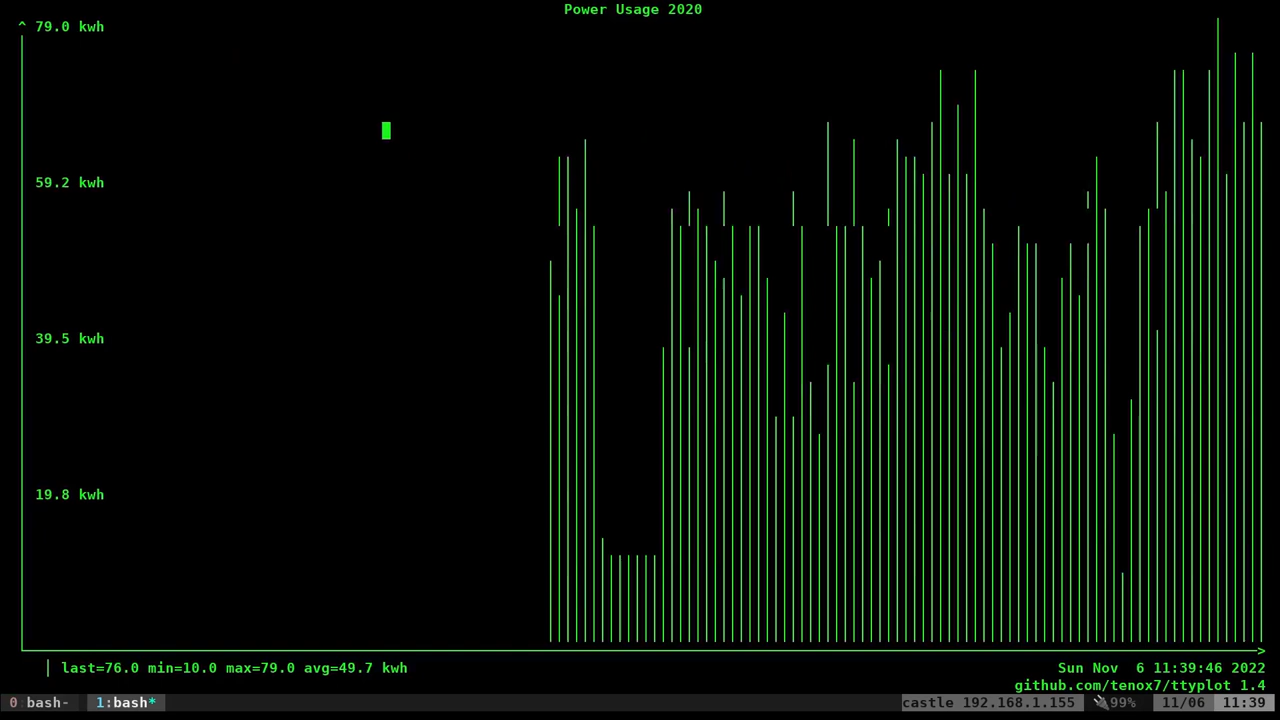 Power Usage 2020
^ 79.0 kwh
59.2 kwh
39.5 kwh
19.8 kwh
>
| last=76.0 min=10.0 max=79.0 avg=49.7 kwh
Sun Nov  6 11:39:46 2022
github.com/tenox7/ttyplot 1.4
0 bash- 1:bash* castle 192.168.1.155 🔌99% 11/06 11:39